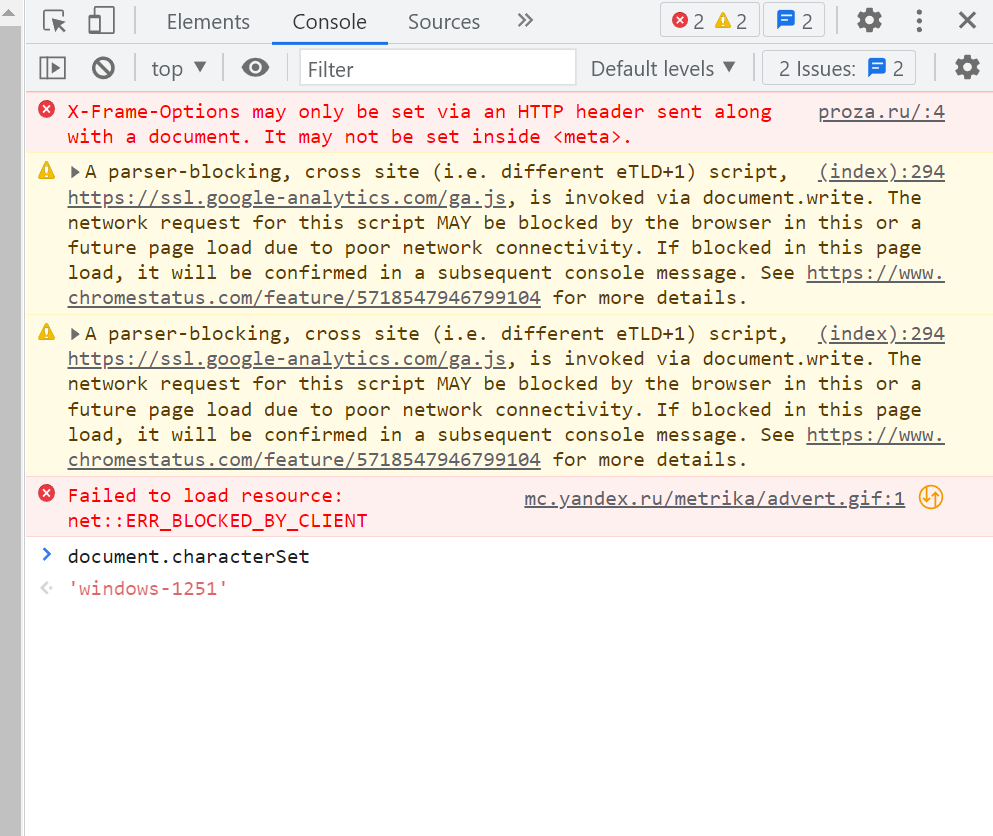 Elements Console Sources 2 2 2
top Filter Default levels 2 Issues: 2
X-Frame-Options may only be set via an HTTP header sent along proza.ru/:4
with a document. It may not be set inside <meta>.
A parser-blocking, cross site (i.e. different eTLD+1) script, (index):294
https://ssl.google-analytics.com/ga.js, is invoked via document.write. The
network request for this script MAY be blocked by the browser in this or a
future page load due to poor network connectivity. If blocked in this page
load, it will be confirmed in a subsequent console message. See https://www.
chromestatus.com/feature/5718547946799104 for more details.
A parser-blocking, cross site (i.e. different eTLD+1) script, (index):294
https://ssl.google-analytics.com/ga.js, is invoked via document.write. The
network request for this script MAY be blocked by the browser in this or a
future page load due to poor network connectivity. If blocked in this page
load, it will be confirmed in a subsequent console message. See https://www.
chromestatus.com/feature/5718547946799104 for more details.
Failed to load resource: mc.yandex.ru/metrika/advert.gif:1
net::ERR_BLOCKED_BY_CLIENT
document.characterSet
'windows-1251'